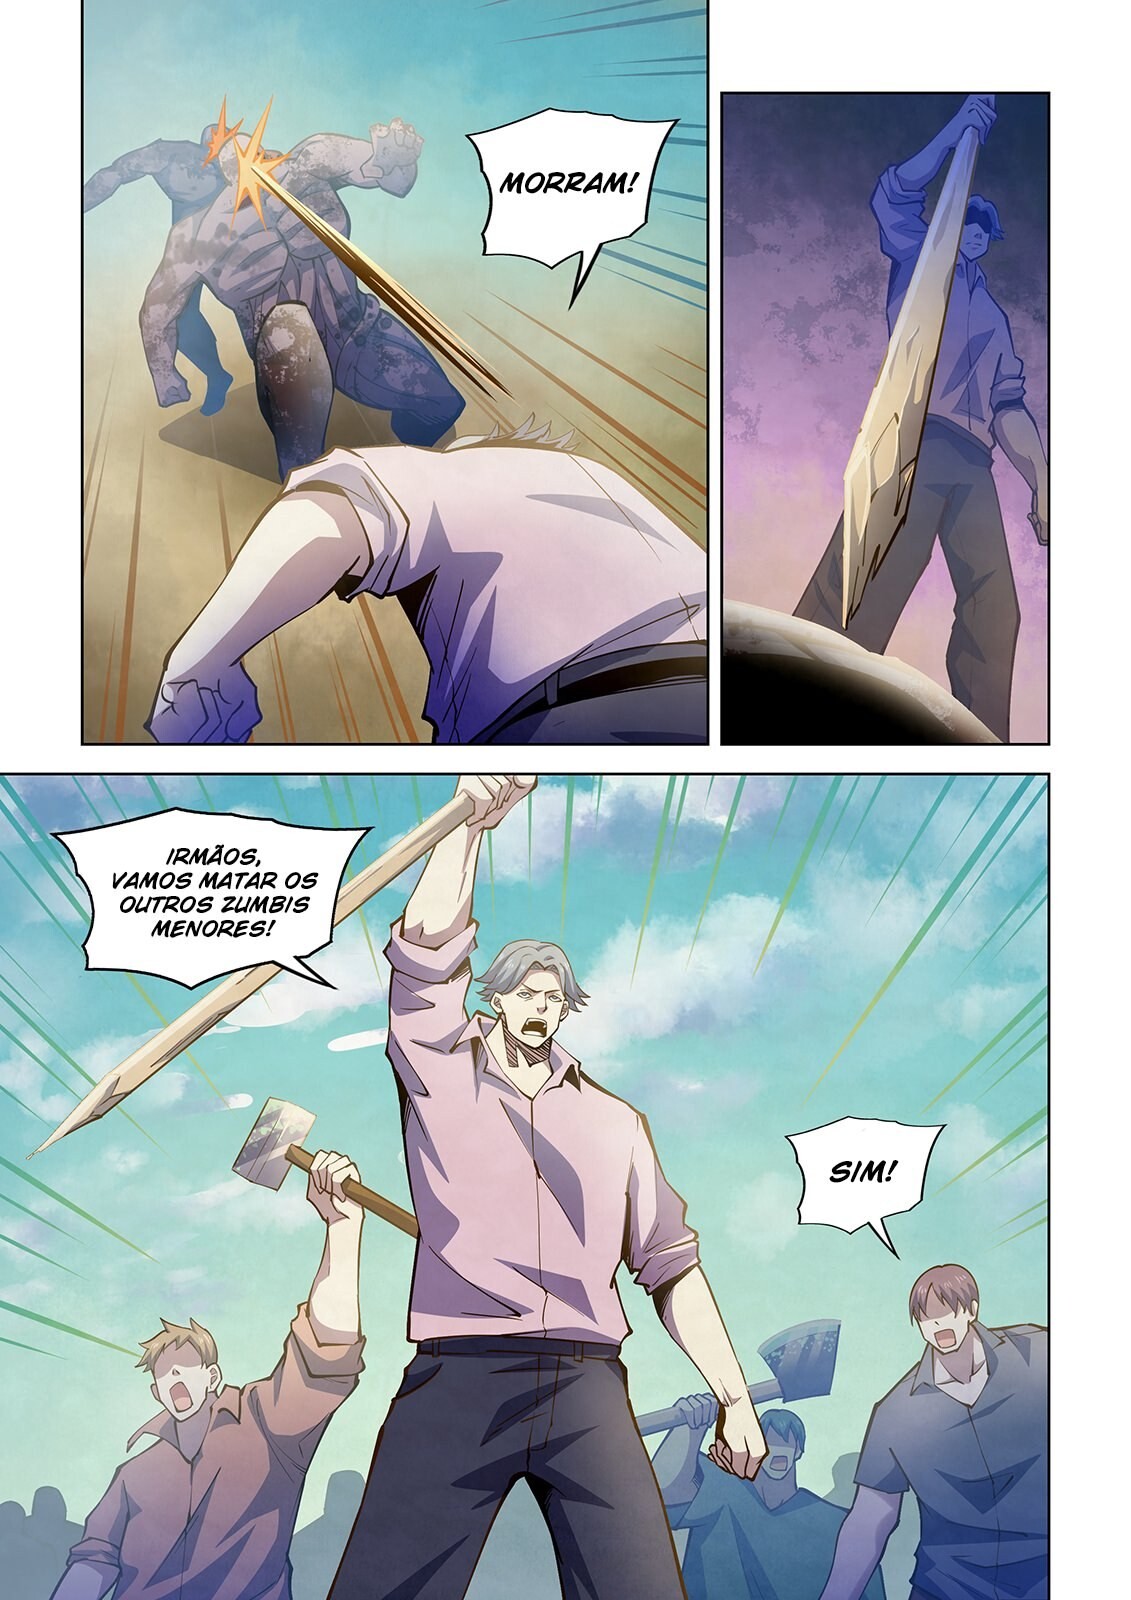 MORRAM!
IRMÃOS,
VAMOS MATAR OS
OUTROS ZUMBIS
MENORES!
SIM!